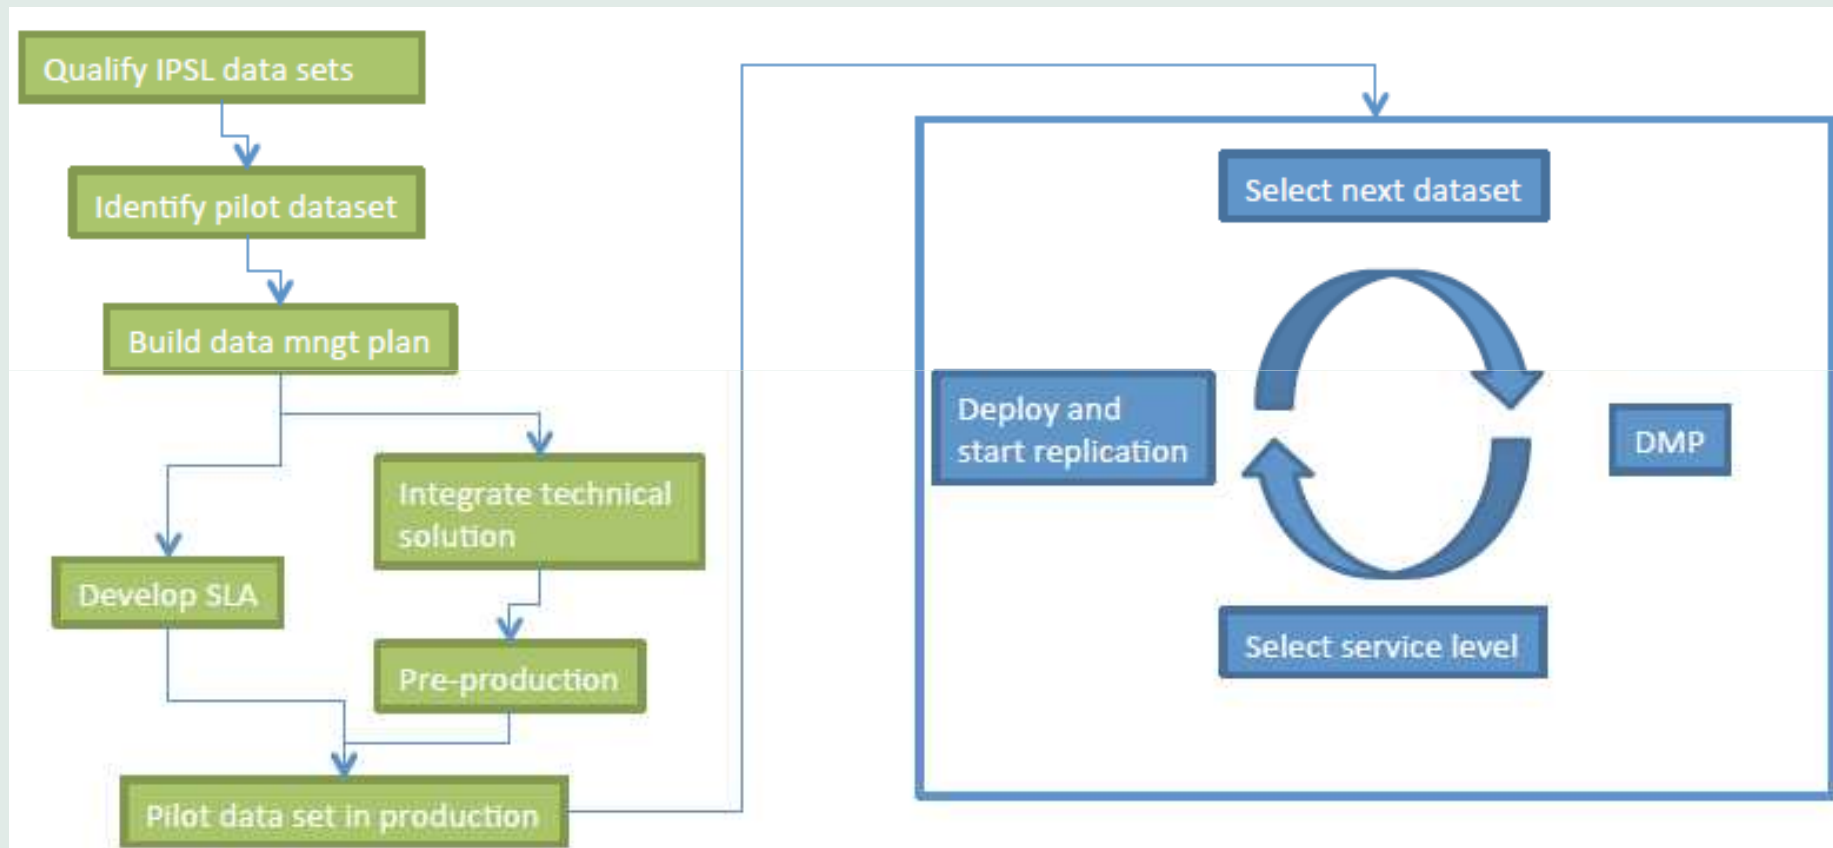 Qualify IPSL data sets
Identify pilot dataset
Build data mngt plan
Integrate technical
solution
Develop SLA
Pre-production
Pilot data set in production
Select next dataset
Deploy and
start replication
DMP
Select service level